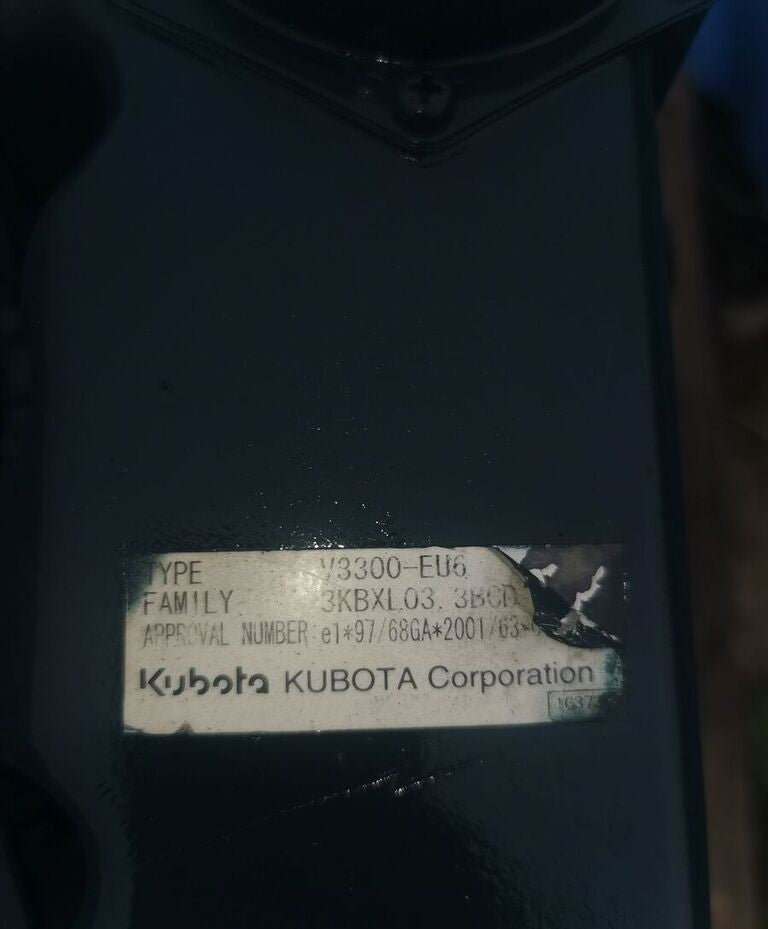 TYPE V3300-EU6
FAMILY 3KBXL03.3BCD
APPROVAL NUMBER e1*97/68GA*2001/63*
Kubota KUBOTA Corporation